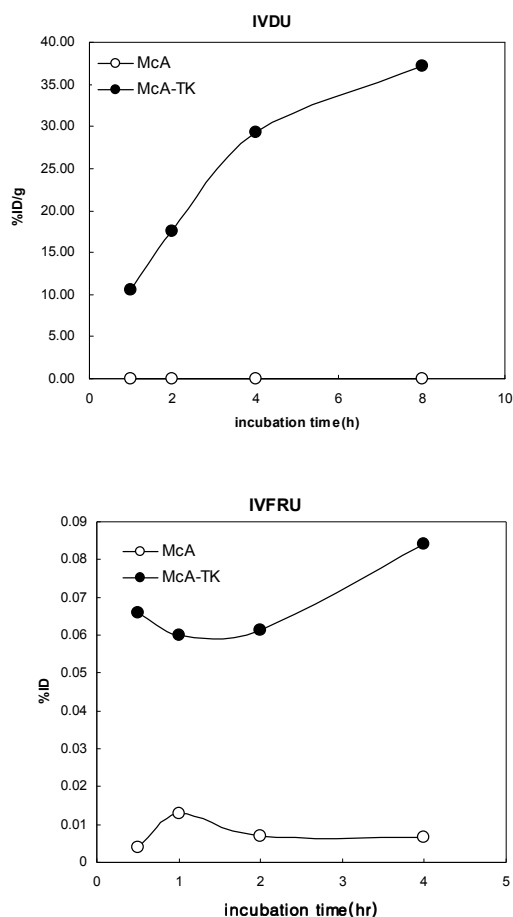 IVDU
McA
McA-TK
40.00
35.00
30.00
25.00
20.00
15.00
10.00
5.00
0.00
%ID/g
0 2 4 6 8 10
incubation time(h)
IVFRU
McA
McA-TK
0.09
0.08
0.07
0.06
0.05
0.04
0.03
0.02
0.01
0
%ID
0 1 2 3 4 5
incubation time(hr)